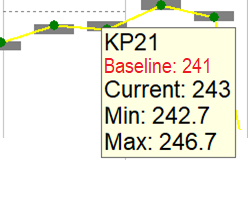 KP21
Baseline: 241
Current: 243
Min: 242.7
Max: 246.7